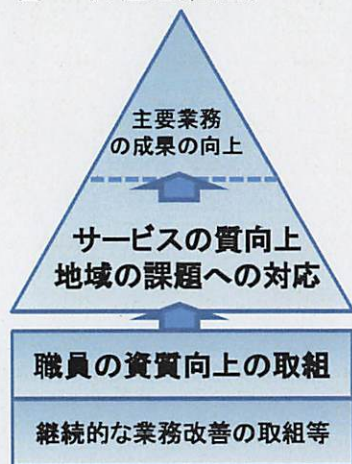 主要業務
の成果の向上
サービスの質向上
地域の課題への対応
職員の資質向上の取組
継続的な業務改善の取組等